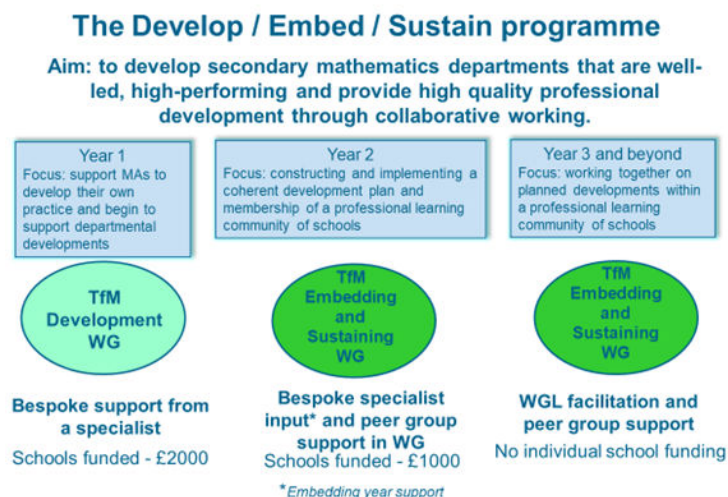 The Develop / Embed / Sustain programme
Aim: to develop secondary mathematics departments that are well-
led, high-performing and provide high quality professional
development through collaborative working.
Year 1
Focus: support MAs to
develop their own
practice and begin to
support departmental
developments
Year 2
Focus: constructing and implementing a
coherent development plan and
membership of a professional learning
community of schools
Year 3 and beyond
Focus: working together on
planned developments within
a professional learning
community of schools
TfM
Development
WG
TfM
Embedding
and
Sustaining
WG
TfM
Embedding
and
Sustaining
WG
Bespoke support from
a specialist
Schools funded - £2000
Bespoke specialist
input* and peer group
support in WG
Schools funded - £1000
*Embedding year support
WGL facilitation and
peer group support
No individual school funding